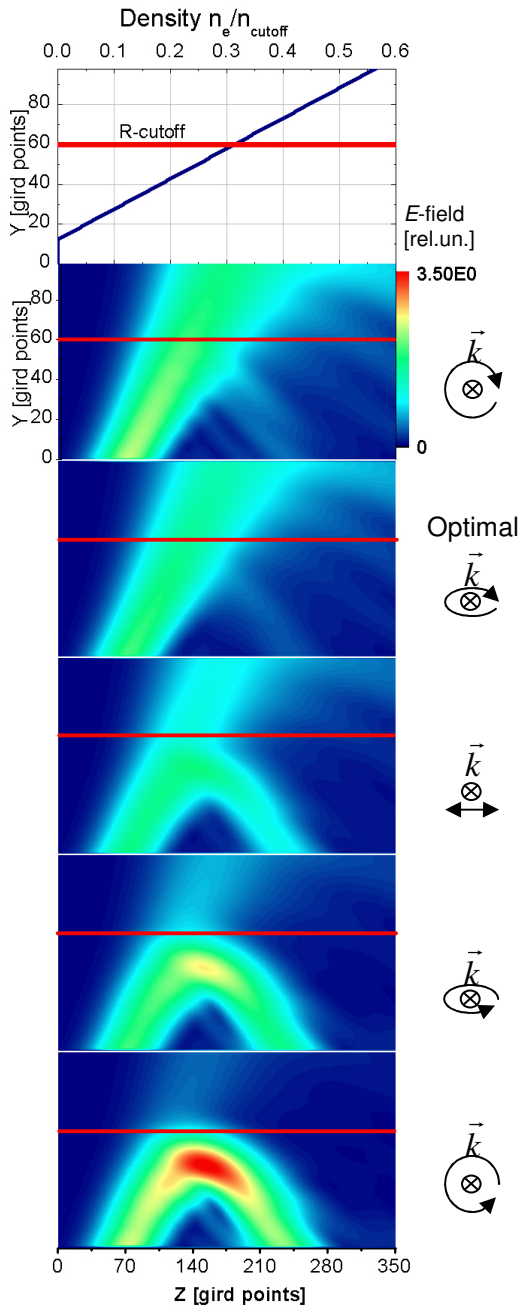 Density n_e/n_cutoff
0.0 0.1 0.2 0.3 0.4 0.5 0.6
Y [gird points]
80
60
40
20
0
R-cutoff
E-field
[rel.un.]
3.50E0
0
Y [gird points]
80
60
40
20
0
k
Optimal
k
k
k
k
0 70 140 210 280 350
Z [gird points]